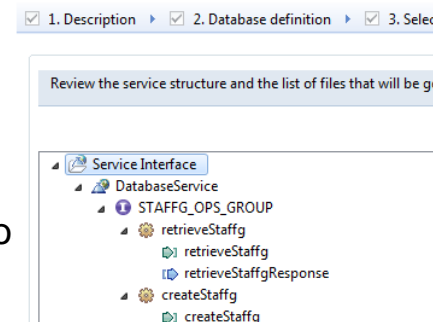 1. Description 2. Database definition 3. Selec
Review the service structure and the list of files that will be g
Service Interface
DatabaseService
STAFFG_OPS_GROUP
retrieveStaffg
o
retrieveStaffg
retrieveStaffgResponse
createStaffg
createStaffg